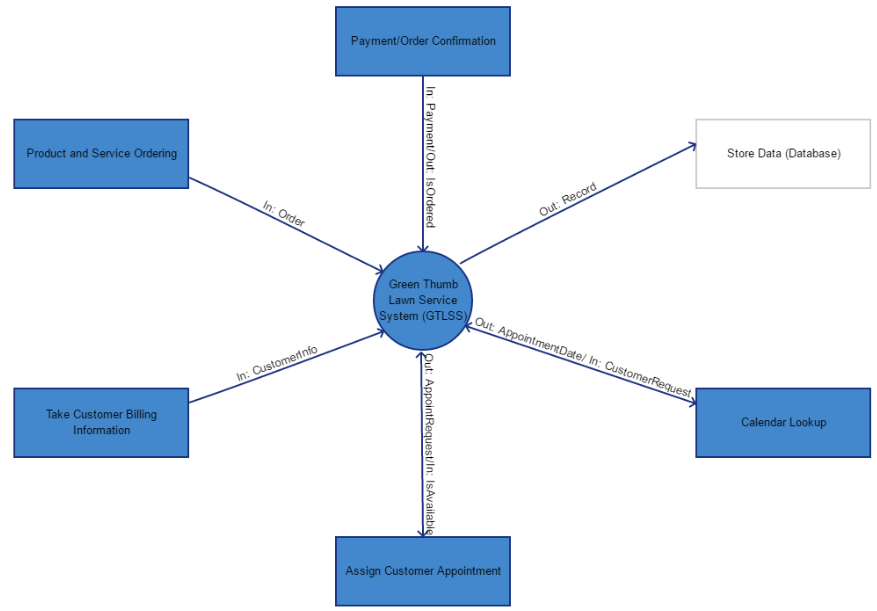 Payment/Order Confirmation
In: Payment/Out: IsOrdered
Product and Service Ordering
In: Order
Store Data (Database)
Out: Record
Green Thumb
Lawn Service
System (GTLSS)
Out: AppointmentDate/ In: CustomerRequest
In: CustomerInfo
Take Customer Billing
Information
Out: AppointRequest/In: IsAvailable
Calendar Lookup
Assign Customer Appointment